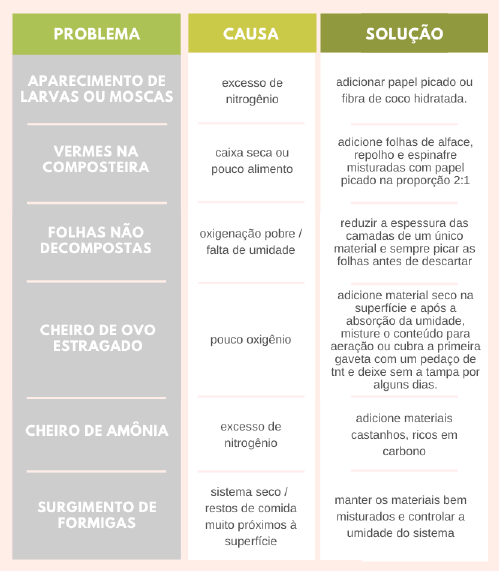 PROBLEMA
CAUSA
SOLUÇÃO
APARECIMENTO DE
LARVAS OU MOSCAS
excesso de
nitrogênio
adicionar papel picado ou
fibra de coco hidratada.
VERMES NA
COMPOSTEIRA
caixa seca ou
pouco alimento
adicione folhas de alface,
repolho e espinafre
misturadas com papel
picado na proporção 2:1
FOLHAS NÃO
DECOMPOSTAS
oxigenação pobre /
falta de umidade
reduzir a espessura das
camadas de um único
material e sempre picar as
folhas antes de descartar
CHEIRO DE OVO
ESTRAGADO
pouco oxigênio
adicione material seco na
superfície e após a
absorção da umidade,
misture o conteúdo para
aeração ou cubra a primeira
gaveta com um pedaço de
tnt e deixe sem a tampa por
alguns dias.
CHEIRO DE AMÔNIA
excesso de
nitrogênio
adicione materiais
castanhos, ricos em
carbono
SURGIMENTO DE
FORMIGAS
sistema seco /
restos de comida
muito próximos à
superfície
manter os materiais bem
misturados e controlar a
umidade do sistema